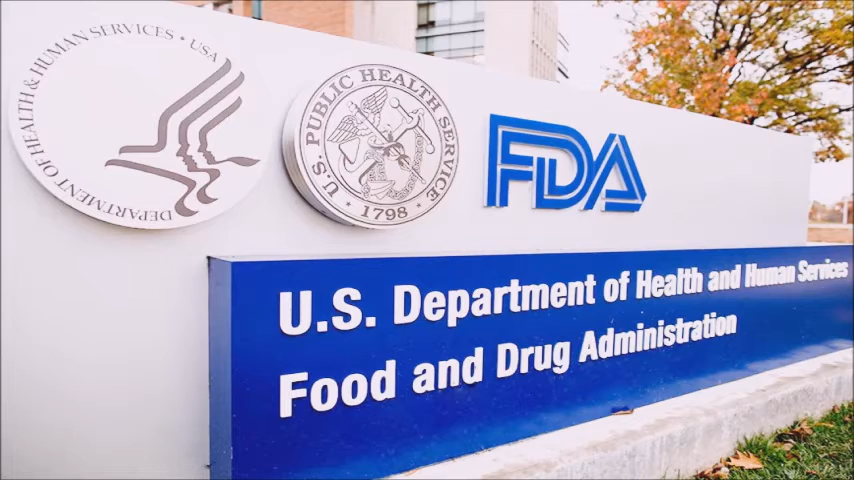 DEPARTMENT OF HEALTH & HUMAN SERVICES • USA
U.S. PUBLIC HEALTH SERVICE
1798
FDA
U.S. Department of Health and Human Services
Food and Drug Administration